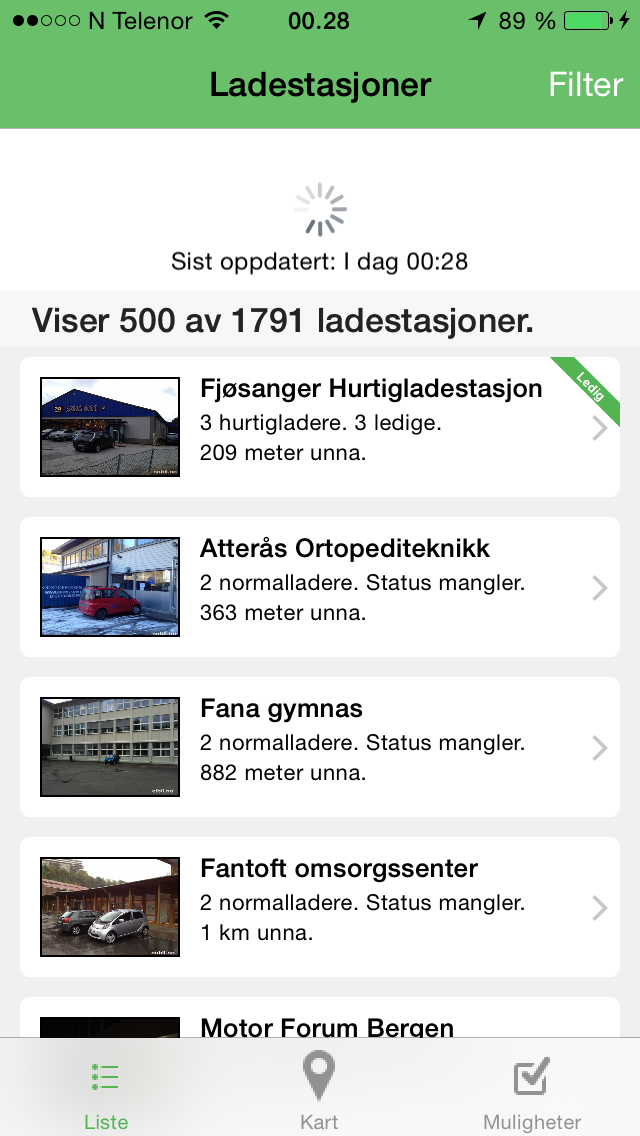 N Telenor 00.28 89 %
Ladestasjoner Filter
Sist oppdatert: I dag 00:28
Viser 500 av 1791 ladestasjoner.
Fjøsanger Hurtigladestasjon
Ledig
3 hurtigladere. 3 ledige.
209 meter unna.
Atterås Ortopediteknikk
2 normalladere. Status mangler.
363 meter unna.
Fana gymnas
2 normalladere. Status mangler.
882 meter unna.
Fantoft omsorgssenter
2 normalladere. Status mangler.
1 km unna.
Motor Forum Bergen
Liste Kart Muligheter